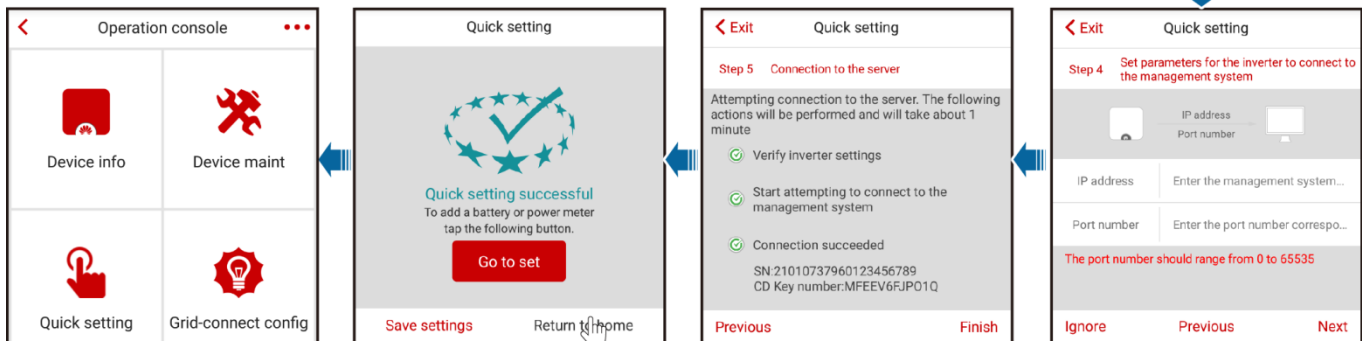 Operation console
Device info
Device maint
Quick setting
Grid-connect config
Quick setting
Quick setting successful
To add a battery or power meter
tap the following button.
Go to set
Save settings
Return to home
Exit
Quick setting
Step 5 Connection to the server
Attempting connection to the server. The following
actions will be performed and will take about 1
minute
Verify inverter settings
Start attempting to connect to the
management system
Connection succeeded
SN:21010737960123456789
CD Key number:MFEEV6FJPO1Q
Previous
Finish
Exit
Quick setting
Step 4 Set parameters for the inverter to connect to
the management system
IP address
Port number
IP address Enter the management system...
Port number Enter the port number correspo...
The port number should range from 0 to 65535
Ignore
Previous
Next